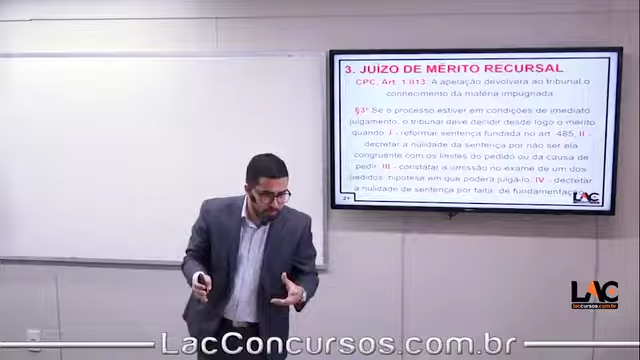 3. JUÍZO DE MÉRITO RECURSAL
CPC, Art. 1.013. A apelação devolverá ao tribunal o
conhecimento da matéria impugnada.
§3º Se o processo estiver em condições de imediato
julgamento, o tribunal deve decidir desde logo o mérito
quando: I - reformar sentença fundada no art. 485; II -
decretar a nulidade da sentença por não ser ela
congruente com os limites do pedido ou da causa de
pedir; III - constatar a omissão no exame de um dos
pedidos, hipótese em que poderá julgá-lo; IV - decretar
a nulidade de sentença por falta de fundamentação.
27
LAC
LAC
laccursos.com.br
LacConcursos.com.br